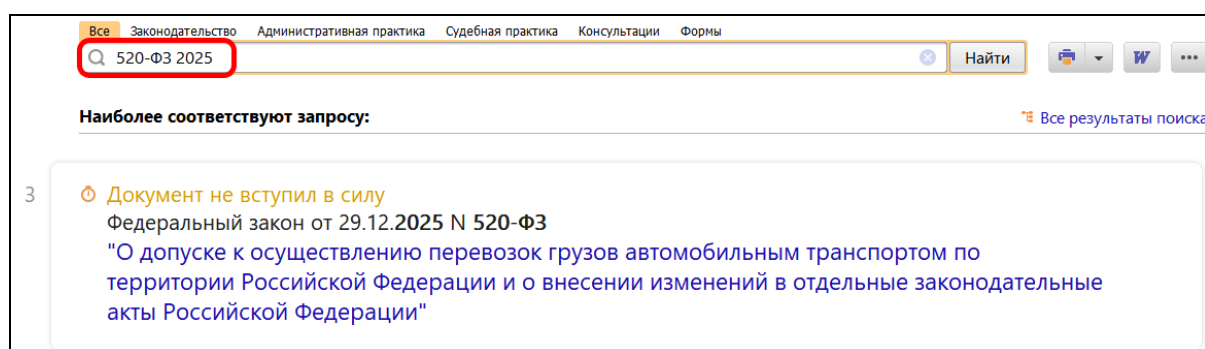 Все Законодательство Административная практика Судебная практика Консультации Формы
520-ФЗ 2025 Найти W
Наиболее соответствуют запросу: Все результаты поиска
3 Документ не вступил в силу
Федеральный закон от 29.12.2025 N 520-ФЗ
"О допуске к осуществлению перевозок грузов автомобильным транспортом по
территории Российской Федерации и о внесении изменений в отдельные законодательные
акты Российской Федерации"